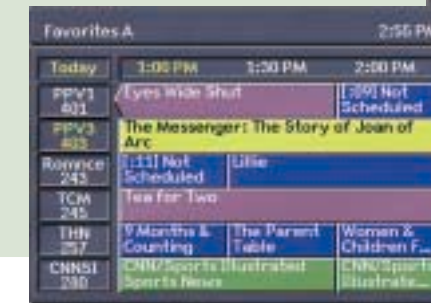 Favorites A 2:55 PM
Today 1:00 PM 1:30 PM 2:00 PM
PPV1 Eyes Wide Shut [:09] Not
401 Scheduled
PPV3 The Messenger: The Story of Joan of
403 Arc
Romnce [:11] Not Lillie
243 Scheduled
TCM Tea for Two
245
THN 9 Months & The Parent Women &
257 Counting Table Children F...
CNNSI CNN/Sports Illustrated CNN/Sports
280 Sports News Illustrate...